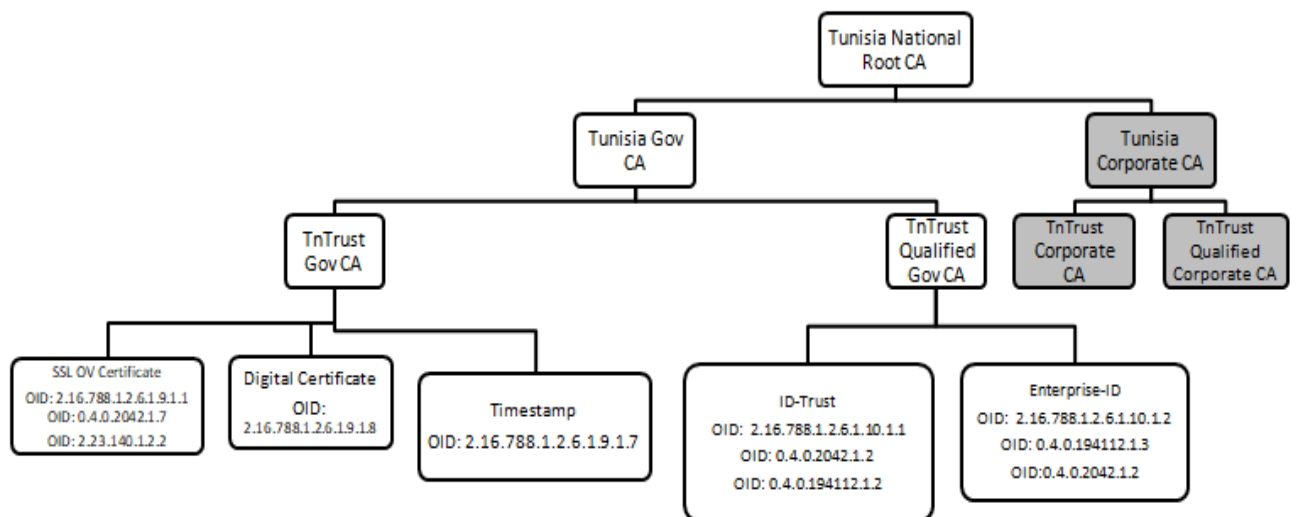 Tunisia National
Root CA
Tunisia Gov
CA
Tunisia
Corporate CA
TnTrust
Gov CA
TnTrust
Qualified
Gov CA
TnTrust
Corporate
CA
TnTrust
Qualified
Corporate CA
SSL OV Certificate
OID: 2.16.788.1.2.6.1.9.1.1
OID: 0.4.0.2042.1.7
OID: 2.23.140.1.2.2
Digital Certificate
OID:
2.16.788.1.2.6.1.9.1.8
Timestamp
OID: 2.16.788.1.2.6.1.9.1.7
ID-Trust
OID: 2.16.788.1.2.6.1.10.1.1
OID: 0.4.0.2042.1.2
OID: 0.4.0.194112.1.2
Enterprise-ID
OID: 2.16.788.1.2.6.1.10.1.2
OID: 0.4.0.194112.1.3
OID:0.4.0.2042.1.2